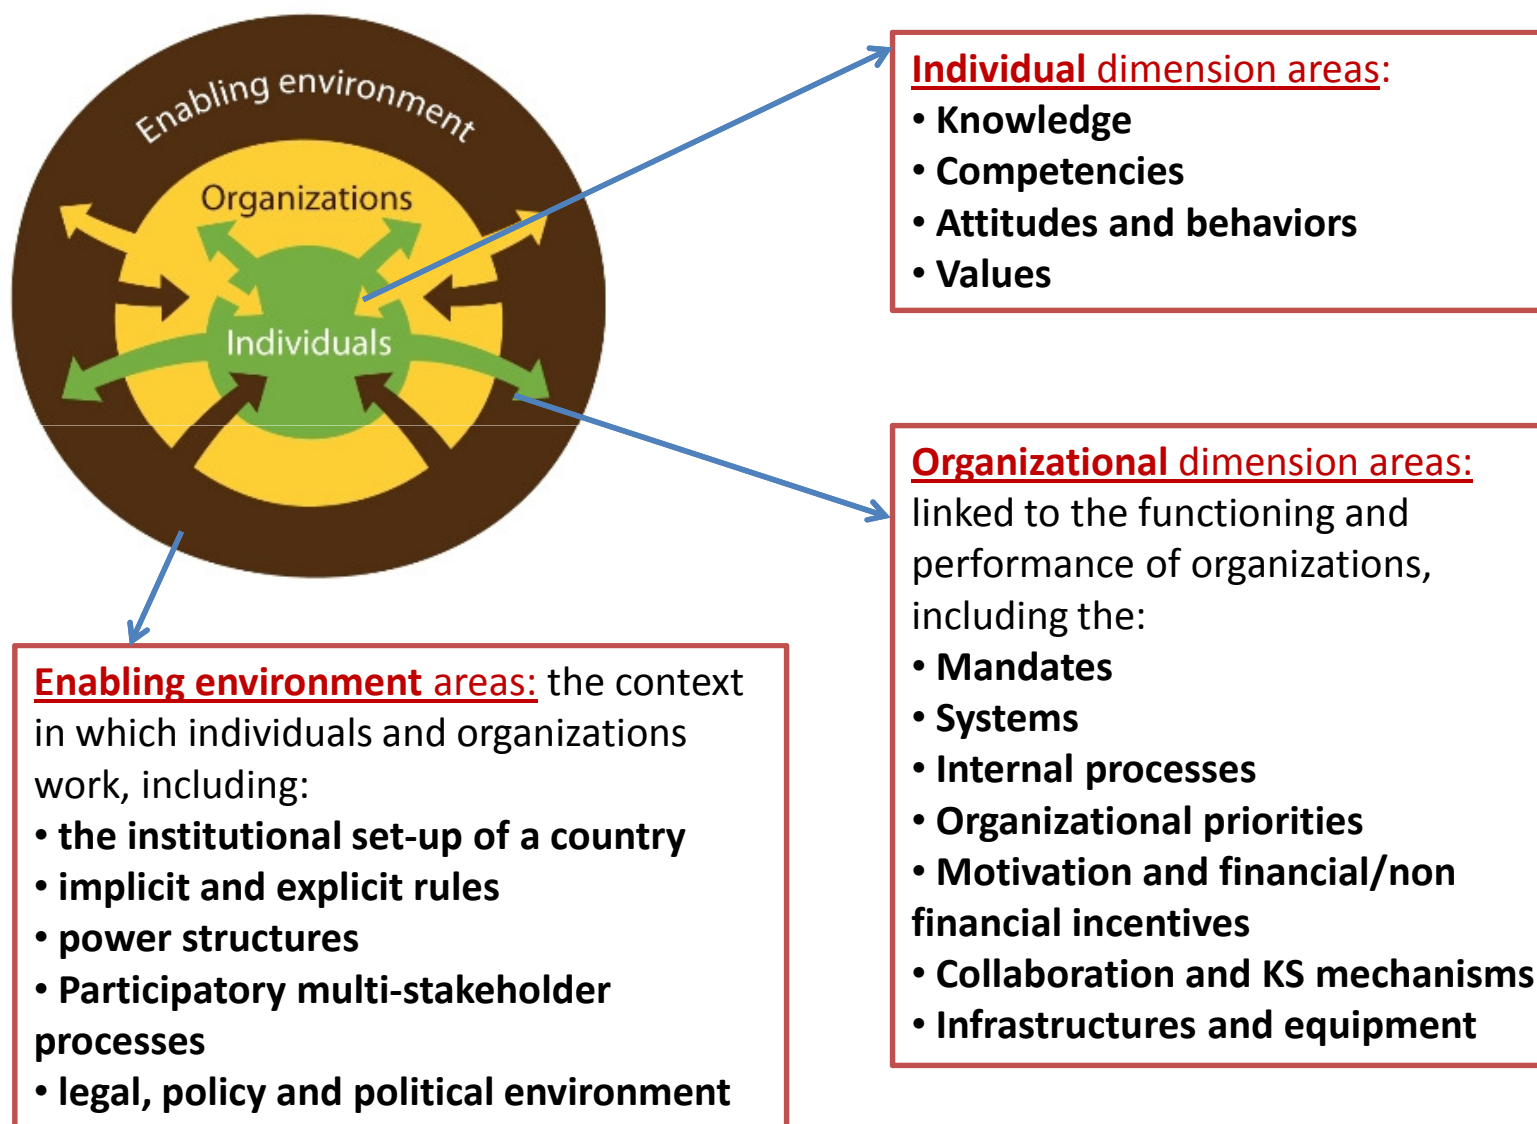 Enabling environment
Organizations
Individuals
Individual dimension areas:
• Knowledge
• Competencies
• Attitudes and behaviors
• Values
Organizational dimension areas:
linked to the functioning and
performance of organizations,
including the:
• Mandates
• Systems
• Internal processes
• Organizational priorities
• Motivation and financial/non
financial incentives
• Collaboration and KS mechanisms
• Infrastructures and equipment
Enabling environment areas: the context
in which individuals and organizations
work, including:
• the institutional set-up of a country
• implicit and explicit rules
• power structures
• Participatory multi-stakeholder
processes
• legal, policy and political environment